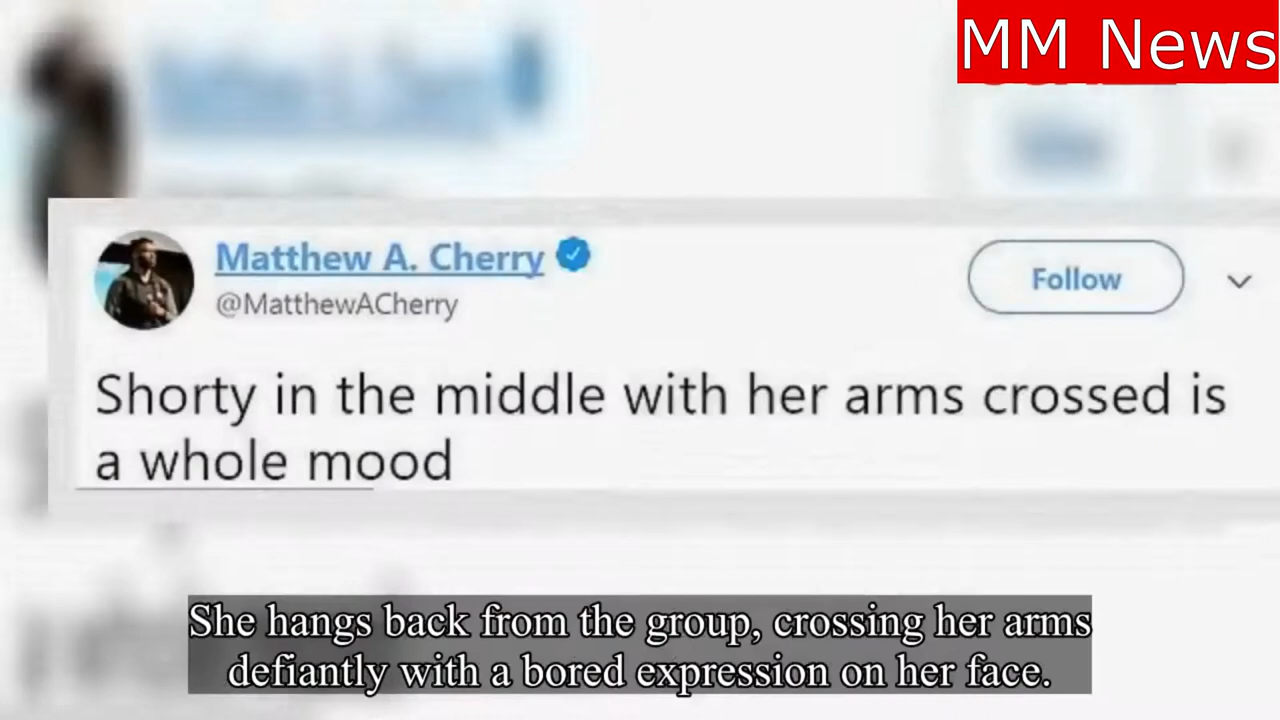 MM News
Matthew A. Cherry
@MatthewACherry
Follow
Shorty in the middle with her arms crossed is
a whole mood
She hangs back from the group, crossing her arms
defiantly with a bored expression on her face.